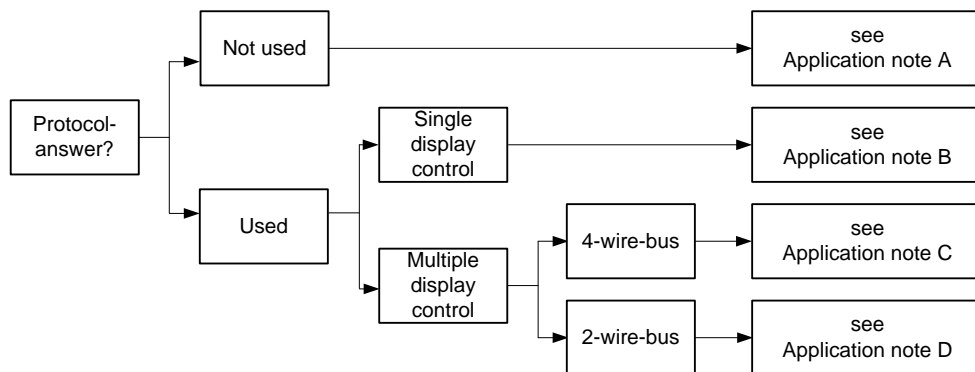 Not used
see
Application note A
Protocol-
answer?
Single
display
control
see
Application note B
Used
Multiple
display
control
4-wire-bus
see
Application note C
2-wire-bus
see
Application note D